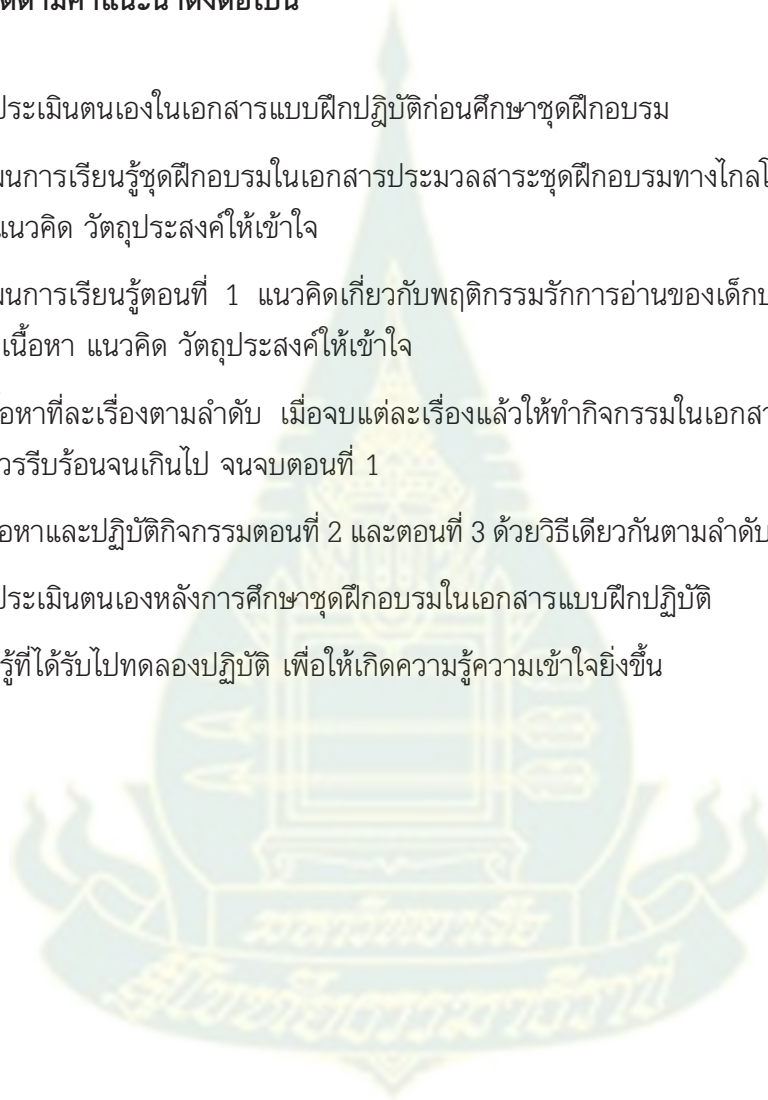 ประเมินตนเองในเอกสารแบบฝึกปฏิบัติก่อนศึกษาชุดฝึกอบรม
ผนการเรียนรู้ชุดฝึกอบรมในเอกสารประมวลสาระชุดฝึกอบรมทางไกลโ
แนวคิด วัตถุประสงค์ให้เข้าใจ
ผนการเรียนรู้ตอนที่ 1 แนวคิดเกี่ยวกับพฤติกรรมรักการอ่านของเด็กป
เนื้อหา แนวคิด วัตถุประสงค์ให้เข้าใจ
อหาที่ละเรื่องตามลำดับ เมื่อจบแต่ละเรื่องแล้วให้ทำกิจกรรมในเอกสา
วรรีบร้อนจนเกินไป จนจบตอนที่ 1
อหาและปฏิบัติกิจกรรมตอนที่ 2 และตอนที่ 3 ด้วยวิธีเดียวกันตามลำดับ
ประเมินตนเองหลังการศึกษาชุดฝึกอบรมในเอกสารแบบฝึกปฏิบัติ
รู้ที่ได้รับไปทดลองปฏิบัติ เพื่อให้เกิดความรู้ความเข้าใจยิ่งขึ้น
มหาวิทยาลัย
สุโขทัยธรรมาธิราช